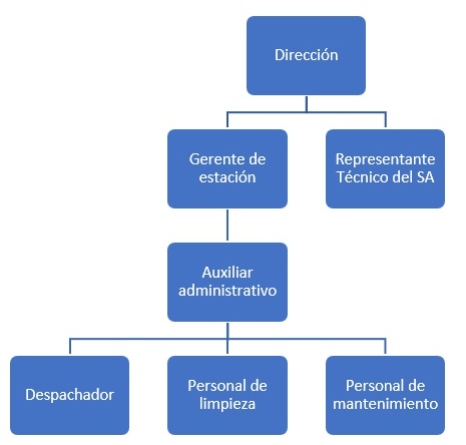 Dirección
Gerente de
estación
Representante
Técnico del SA
Auxiliar
administrativo
Despachador
Personal de
limpieza
Personal de
mantenimiento